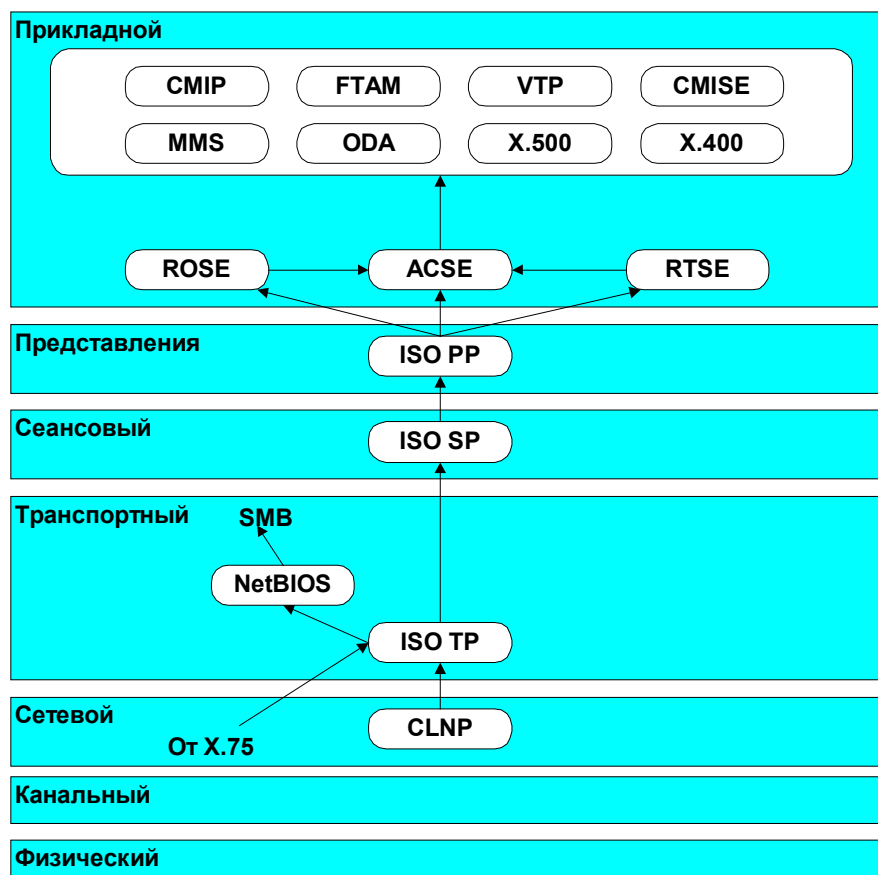 Прикладной
CMIP FTAM VTP CMISE
MMS ODA X.500 X.400
ROSE ACSE RTSE
Представления
ISO PP
Сеансовый
ISO SP
Транспортный
SMB
NetBIOS
ISO TP
Сетевой
CLNP
От X.75
Канальный
Физический